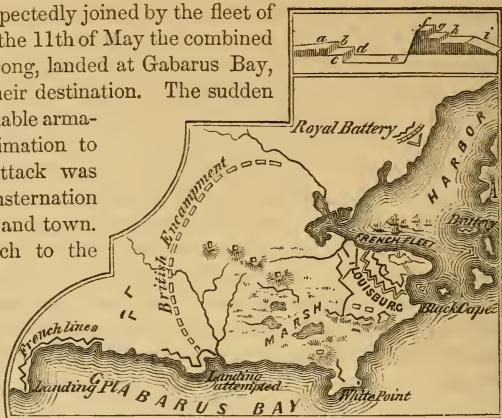 pectedly joined by the fleet of
the 11th of May the combined
ong, landed at Gabarus Bay,
eir destination. The sudden
able arma-
imation to
ttack was
nsternation
and town.
ch to the
f g h i
a b c d e
Royal Battery
HARBOR
British Encampment
FRENCH FLEET
Battery
LOUISBURG
Black Cape
MARSH
French lines
Landing Pl
Landing
attempted
White Point
GABARUS BAY